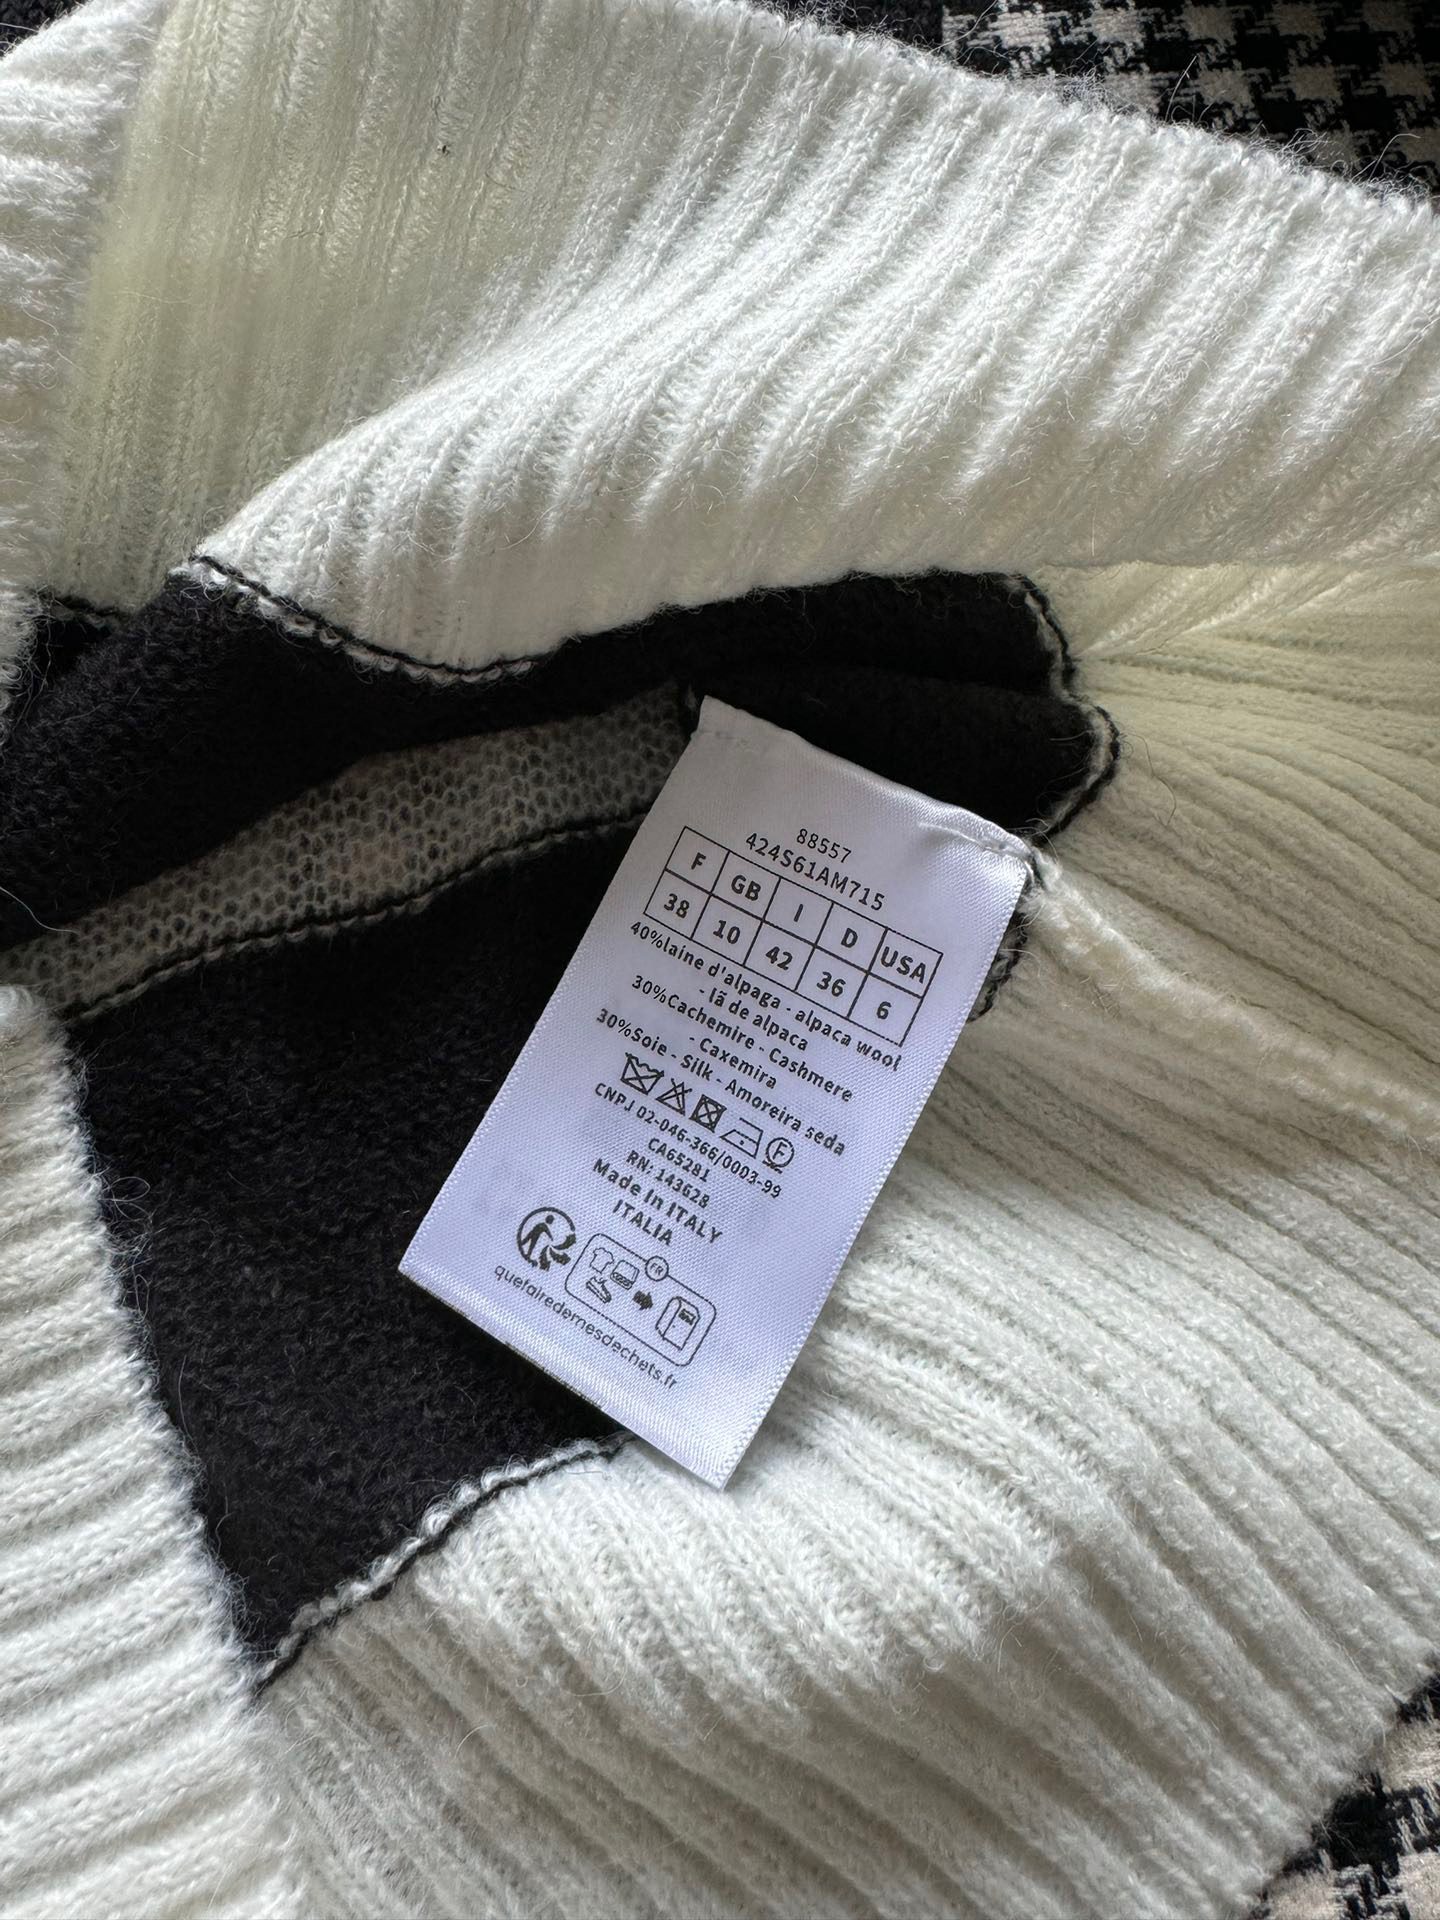 88557
424S61AM715
F GB I D USA
38 10 42 36 6
40%laine d'alpaga - alpaca wool
- lã de alpaca
30%Cachemire - Cashmere
- Caxemira
30%Soie - Silk - Amoreira seda
F
CNPJ 02-046-366/0003-99
CA65281
RN: 143628
Made In ITALY
ITALIA
FR
quefairedemesdechets.fr